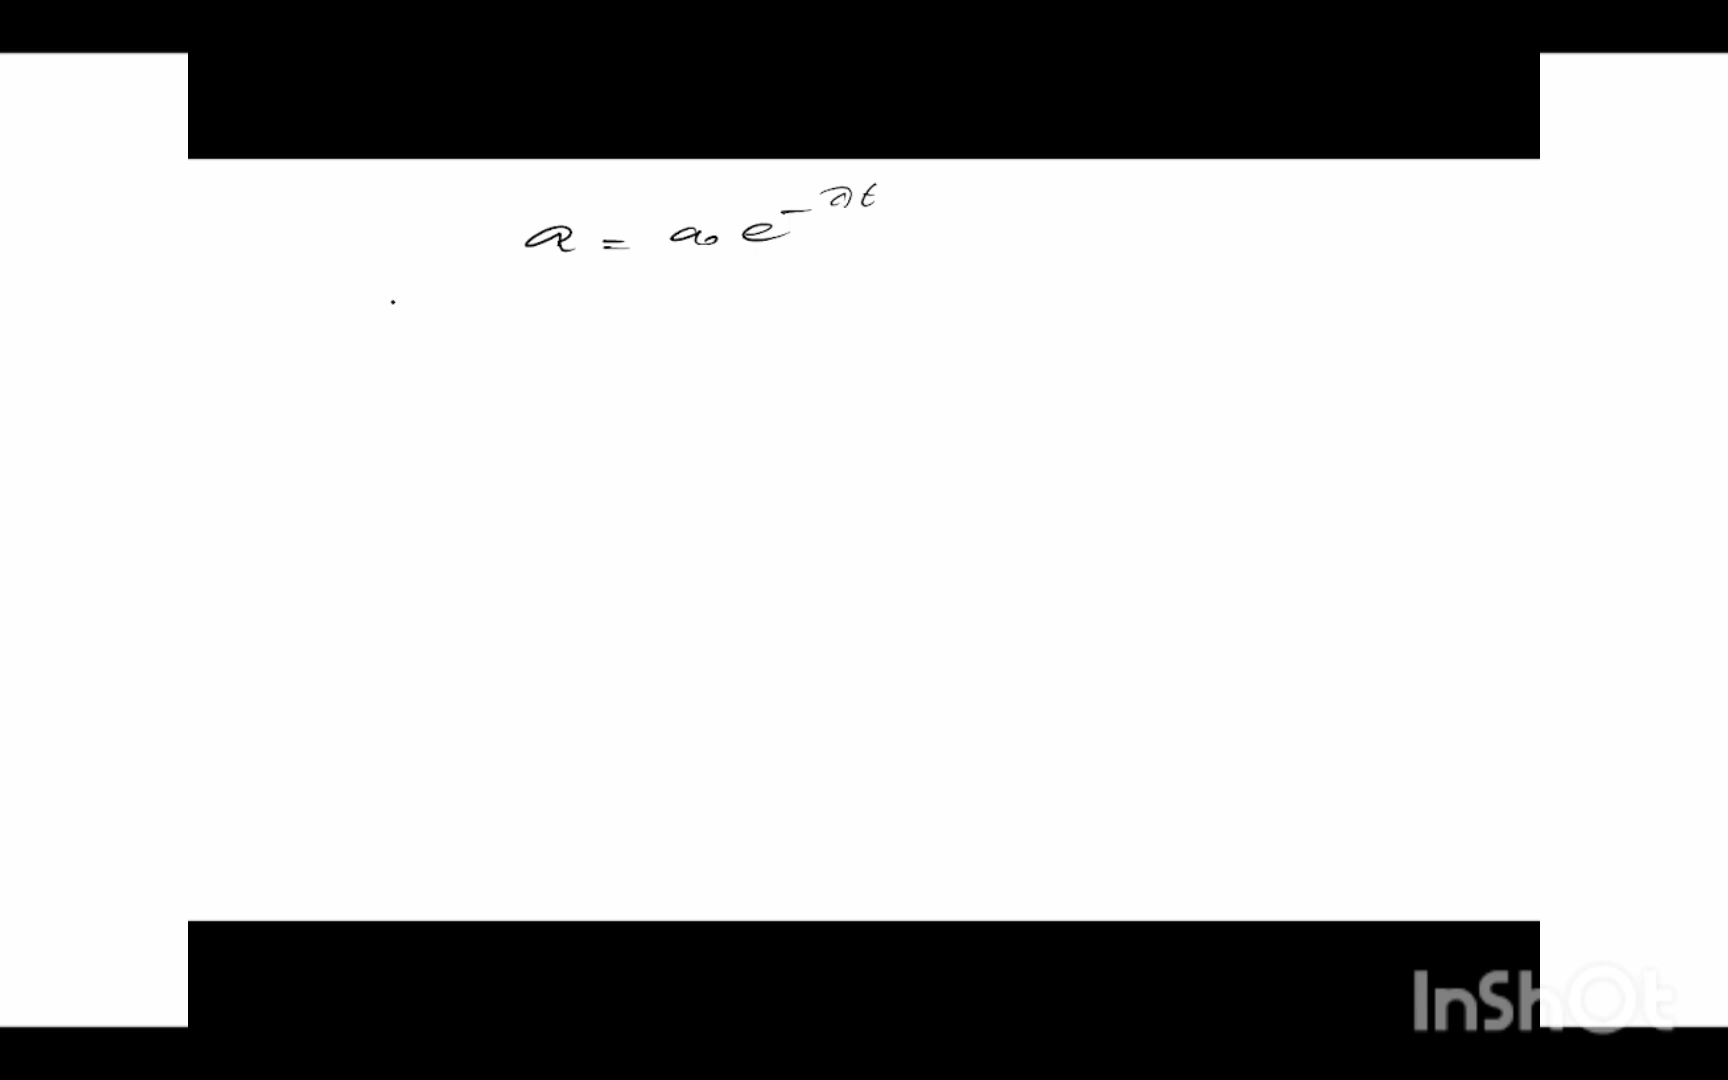 a = a₀ e^{-λt}
InShOt